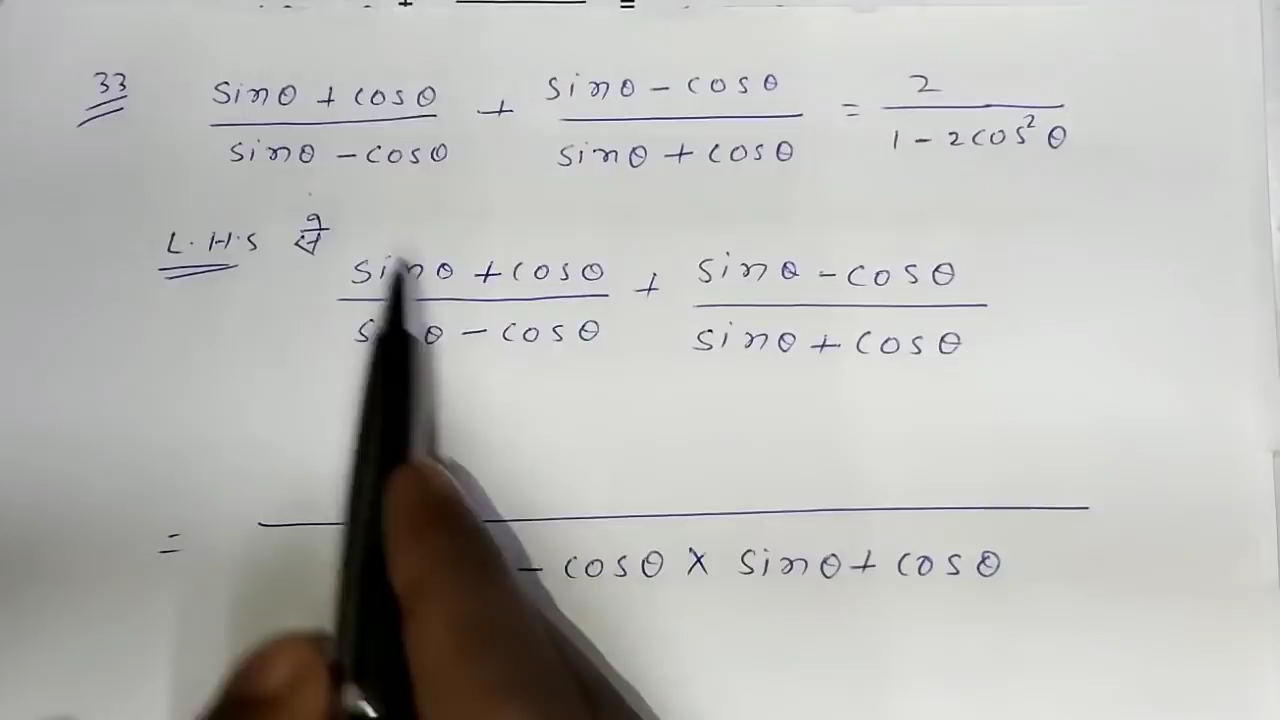 33 sinθ + cosθ / sinθ - cosθ + sinθ - cosθ / sinθ + cosθ = 2 / 1 - 2cos²θ
L.H.S से
sinθ + cosθ / sinθ - cosθ + sinθ - cosθ / sinθ + cosθ
= - cosθ × sinθ + cosθ